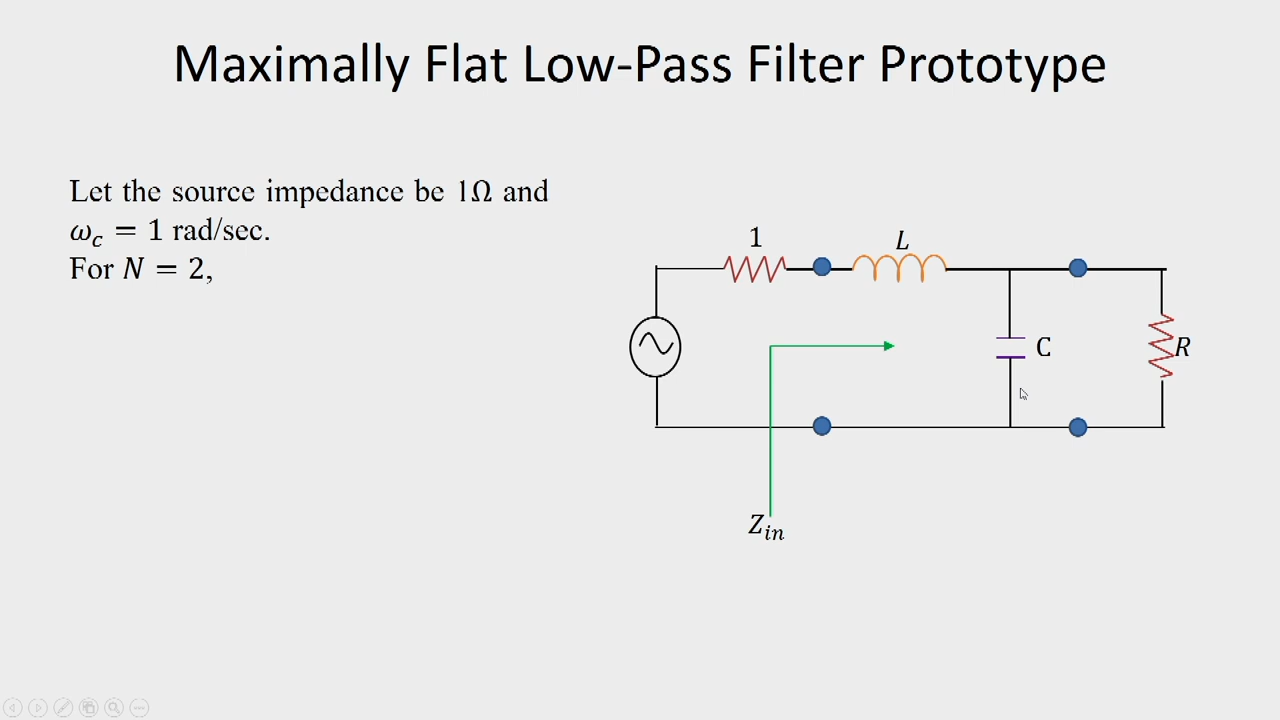 Maximally Flat Low-Pass Filter Prototype
Let the source impedance be 1Ω and
ω_c = 1 rad/sec.
For N = 2,
1
L
C
R
Z_in